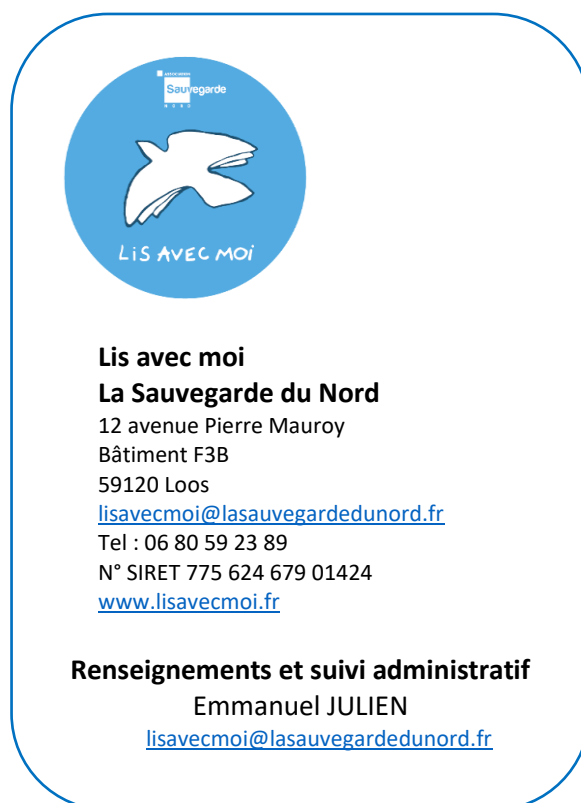 ASSOCIATION
Sauvegarde
NORD
LiS AVEC MOi
Lis avec moi
La Sauvegarde du Nord
12 avenue Pierre Mauroy
Bâtiment F3B
59120 Loos
lisavecmoi@lasauvegardedunord.fr
Tel : 06 80 59 23 89
N° SIRET 775 624 679 01424
www.lisavecmoi.fr
Renseignements et suivi administratif
Emmanuel JULIEN
lisavecmoi@lasauvegardedunord.fr